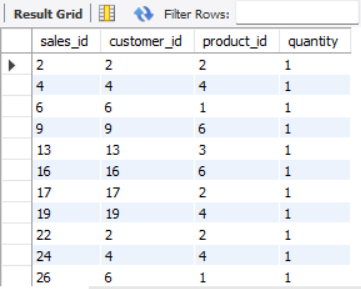 Result Grid Filter Rows:
sales_id customer_id product_id quantity
2 2 2 1
4 4 4 1
6 6 1 1
9 9 6 1
13 13 3 1
16 16 6 1
17 17 2 1
19 19 4 1
22 2 2 1
24 4 4 1
26 6 1 1